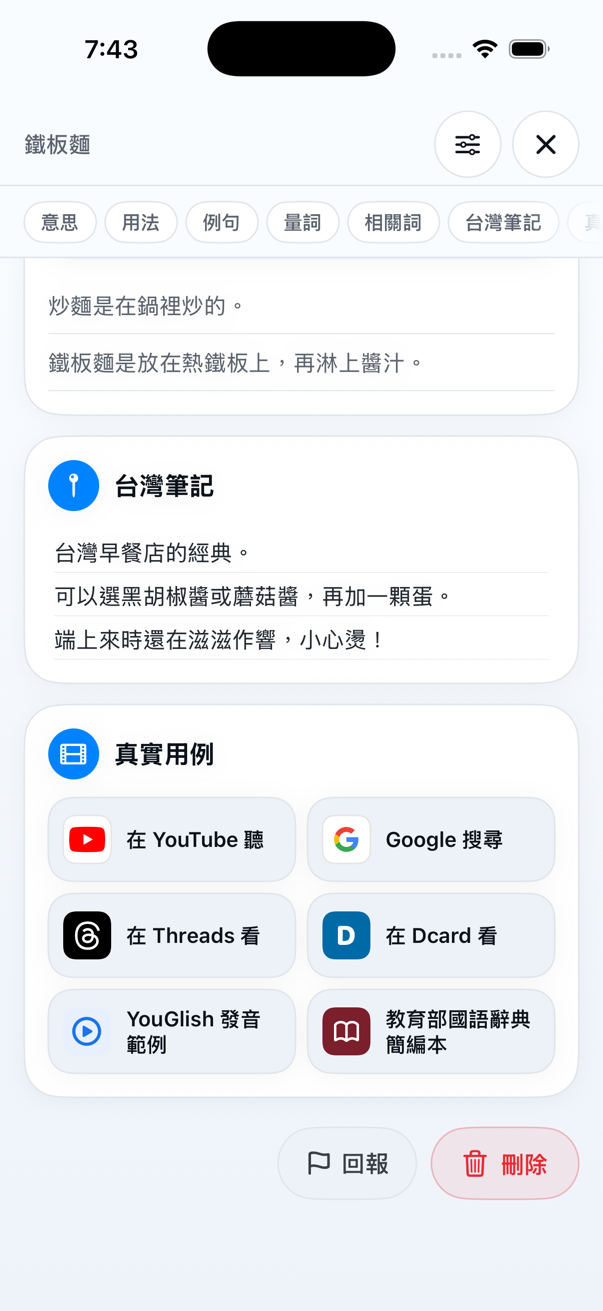 7:43
鐵板麵
意思
用法
例句
量詞
相關詞
台灣筆記
炒麵是在鍋裡炒的。
鐵板麵是放在熱鐵板上，再淋上醬汁。
台灣筆記
台灣早餐店的經典。
可以選黑胡椒醬或蘑菇醬，再加一顆蛋。
端上來時還在滋滋作響，小心燙！
真實用例
在 YouTube 聽
Google 搜尋
在 Threads 看
D
在 Dcard 看
YouGlish 發音
範例
教育部國語辭典
簡編本
回報
刪除